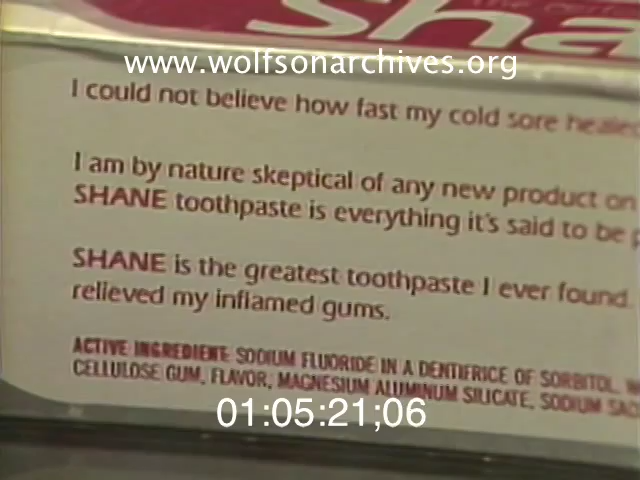 sha
www.wolfsonarchives.org
I could not believe how fast my cold sore
I am by nature skeptical of any new product on
SHANE toothpaste is everything it's said to be
SHANE is the greatest toothpaste I ever found.
relieved my inflamed gums.
ACTIVE INGREDIENT SODIUM FLUORIDE IN A DENTIFRICE OF SORBITOL,
CELLULOSE GUM, FLAVOR, MAGNESIUM ALUMINUM SILICATE, SODIUM
01:05:21;06